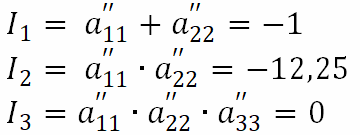 I₁ = a″₁₁ + a″₂₂ = −1
I₂ = a″₁₁ · a″₂₂ = −12,25
I₃ = a″₁₁ · a″₂₂ · a″₃₃ = 0